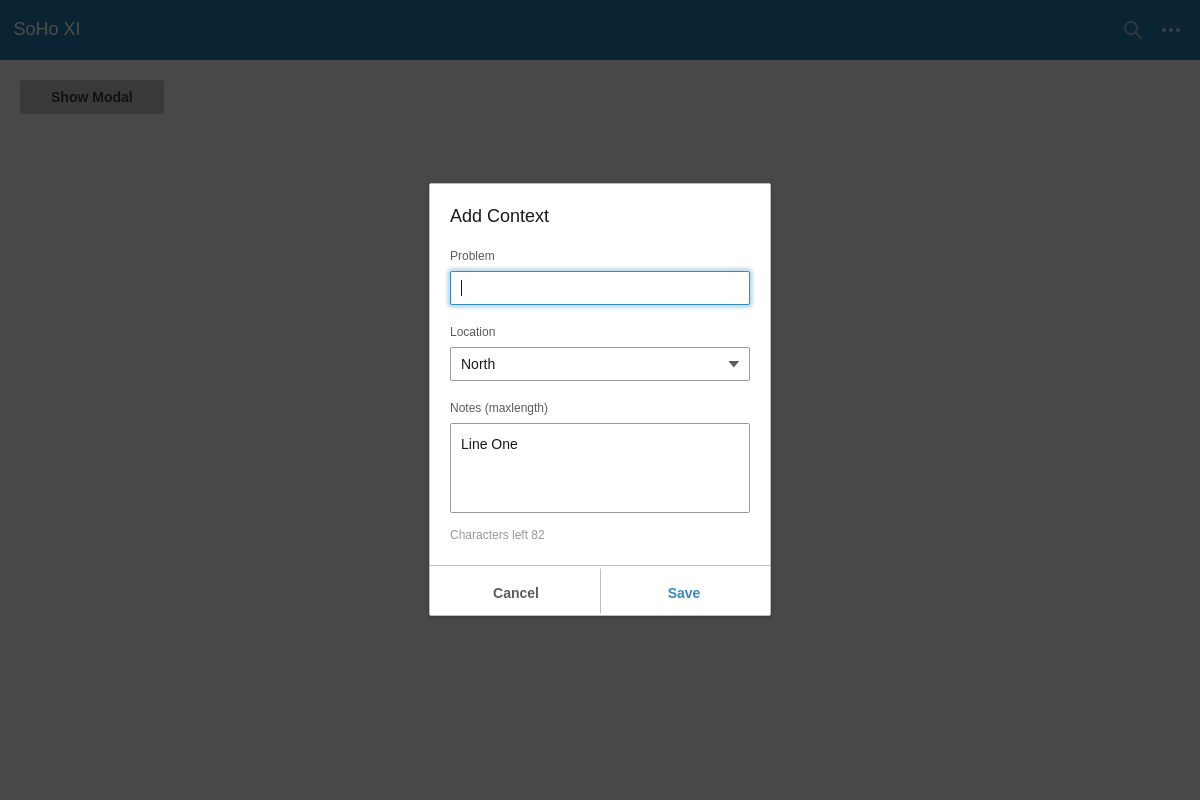 SoHo XI
Show Modal
Add Context
Problem
Location
North
Notes (maxlength)
Line One
Characters left 82
Cancel
Save